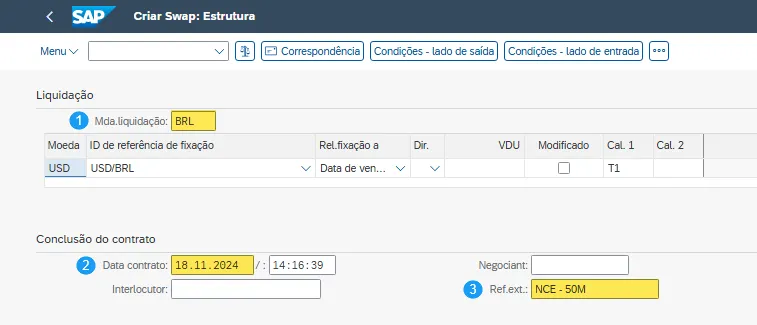 SAP Criar Swap: Estrutura
Menu Correspondência Condições - lado de saída Condições - lado de entrada
Liquidação
1 Mda.liquidação: BRL
Moeda ID de referência de fixação Rel.fixação a Dir. VDU Modificado Cal. 1 Cal. 2
USD USD/BRL Data de ven... T1
Conclusão do contrato
2 Data contrato: 18.11.2024 /: 14:16:39 Negociant:
Interlocutor: 3 Ref.ext.: NCE - 50M